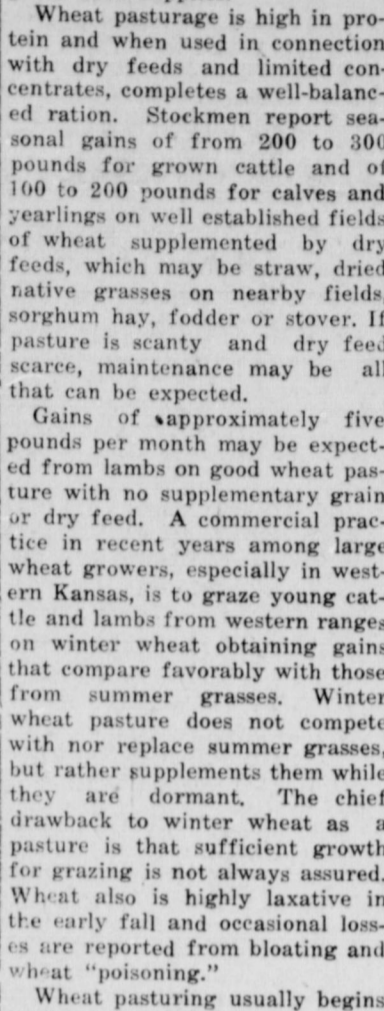 Wheat pasturage is high in pro-
tein and when used in connection
with dry feeds and limited con-
centrates, completes a well-balanc-
ed ration. Stockmen report sea-
sonal gains of from 200 to 300
pounds for grown cattle and of
100 to 200 pounds for calves and
yearlings on well established fields
of wheat supplemented by dry
feeds, which may be straw, dried
native grasses on nearby fields,
sorghum hay, fodder or stover. If
pasture is scanty and dry feed
scarce, maintenance may be all
that can be expected.
Gains of approximately five
pounds per month may be expect-
ed from lambs on good wheat pas-
ture with no supplementary grain
or dry feed. A commercial prac-
tice in recent years among large
wheat growers, especially in west-
ern Kansas, is to graze young cat-
tle and lambs from western ranges
on winter wheat obtaining gains
that compare favorably with those
from summer grasses. Winter
wheat pasture does not compete
with nor replace summer grasses,
but rather supplements them while
they are dormant. The chief
drawback to winter wheat as a
pasture is that sufficient growth
for grazing is not always assured.
Wheat also is highly laxative in
the early fall and occasional loss-
es are reported from bloating and
wheat "poisoning."
Wheat pasturing usually begins